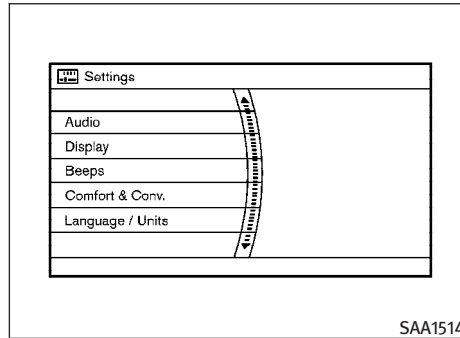 Settings
Audio
Display
Beeps
Comfort & Conv.
Language / Units
SAA1514